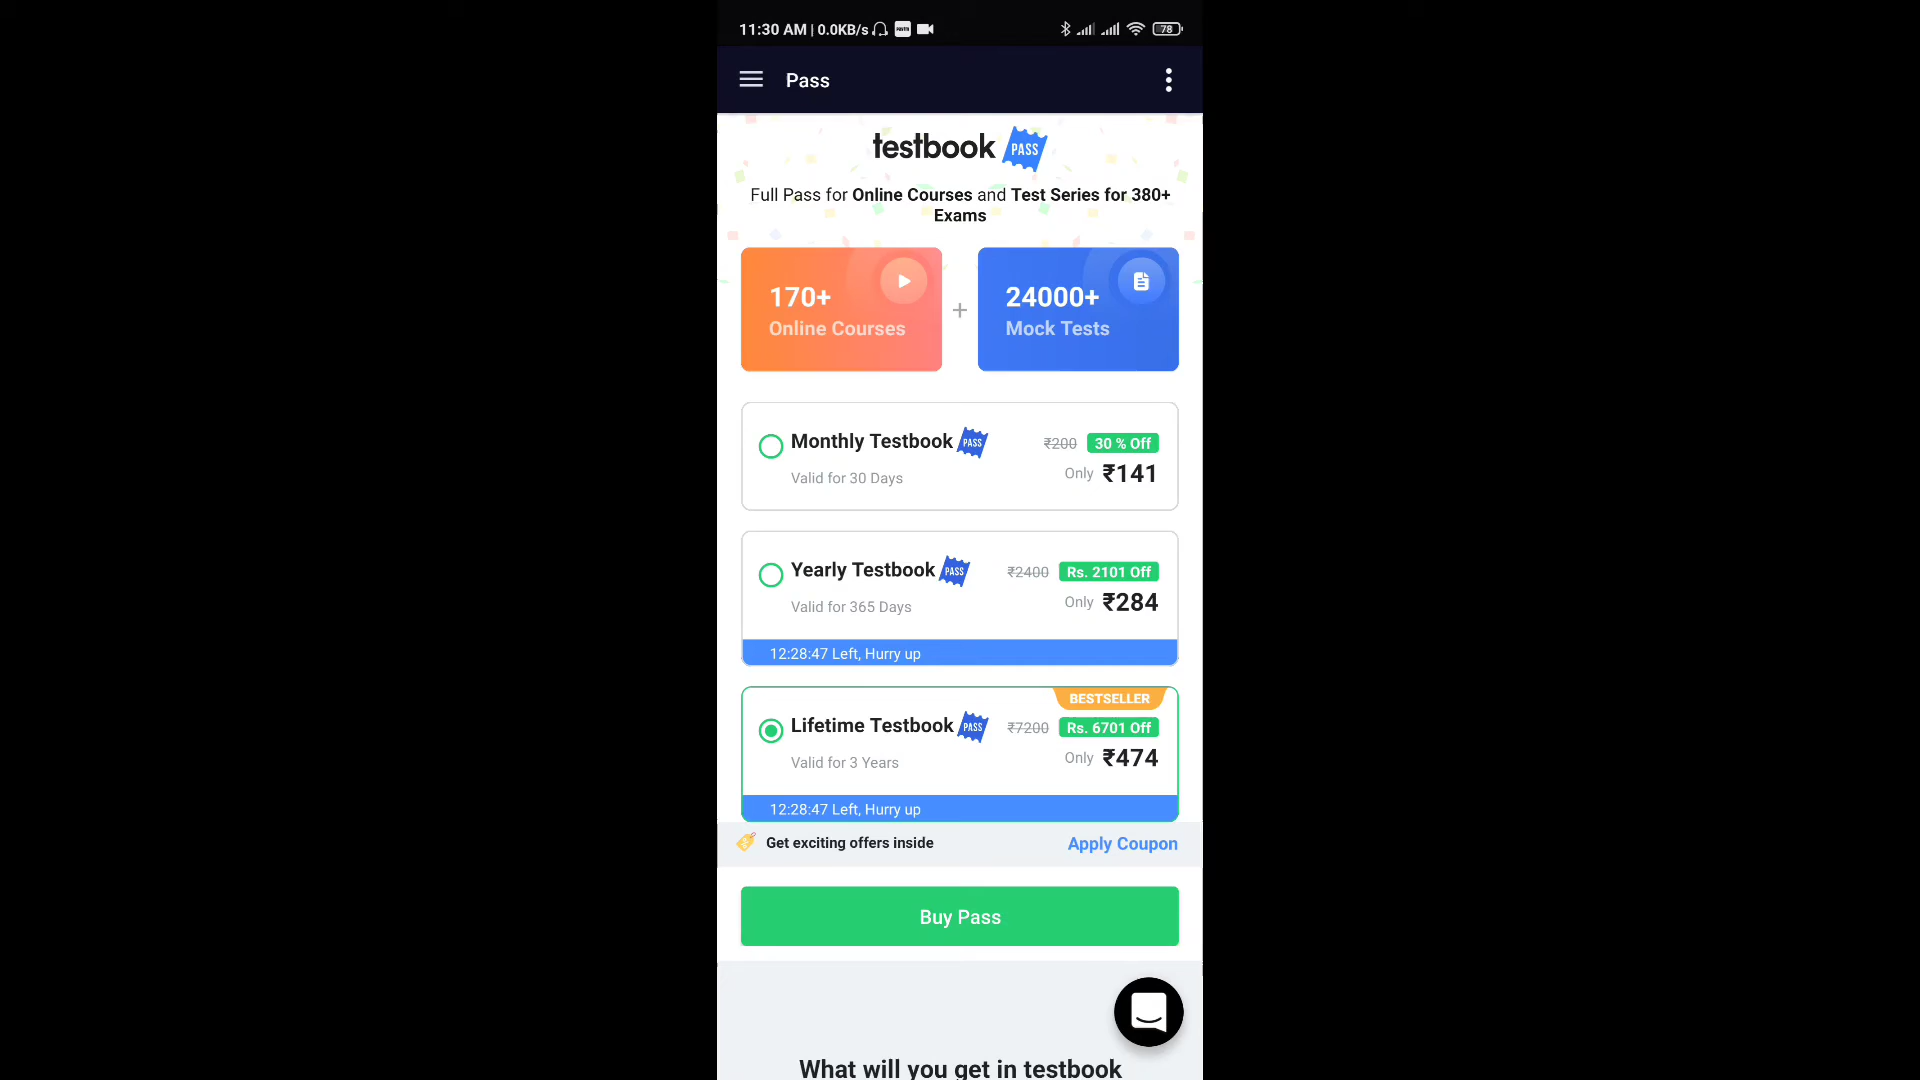 11:30 AM | 0.0KB/s
78
Pass
testbook PASS
Full Pass for Online Courses and Test Series for 380+
Exams
170+
Online Courses
+
24000+
Mock Tests
Monthly Testbook PASS
₹200 30 % Off
Valid for 30 Days
Only ₹141
Yearly Testbook PASS
₹2400 Rs. 2101 Off
Valid for 365 Days
Only ₹284
12:28:47 Left, Hurry up
BESTSELLER
Lifetime Testbook PASS
₹7200 Rs. 6701 Off
Valid for 3 Years
Only ₹474
12:28:47 Left, Hurry up
Get exciting offers inside
Apply Coupon
Buy Pass
What will you get in testbook